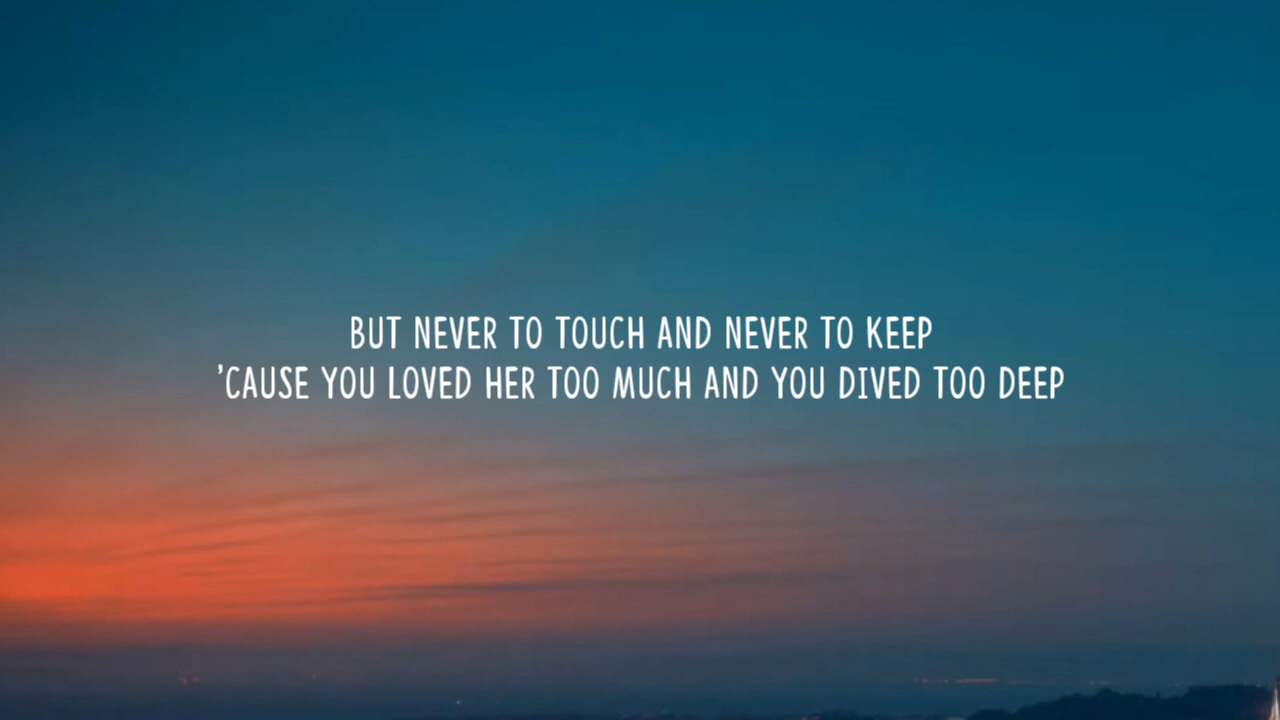 BUT NEVER TO TOUCH AND NEVER TO KEEP
'CAUSE YOU LOVED HER TOO MUCH AND YOU DIVED TOO DEEP